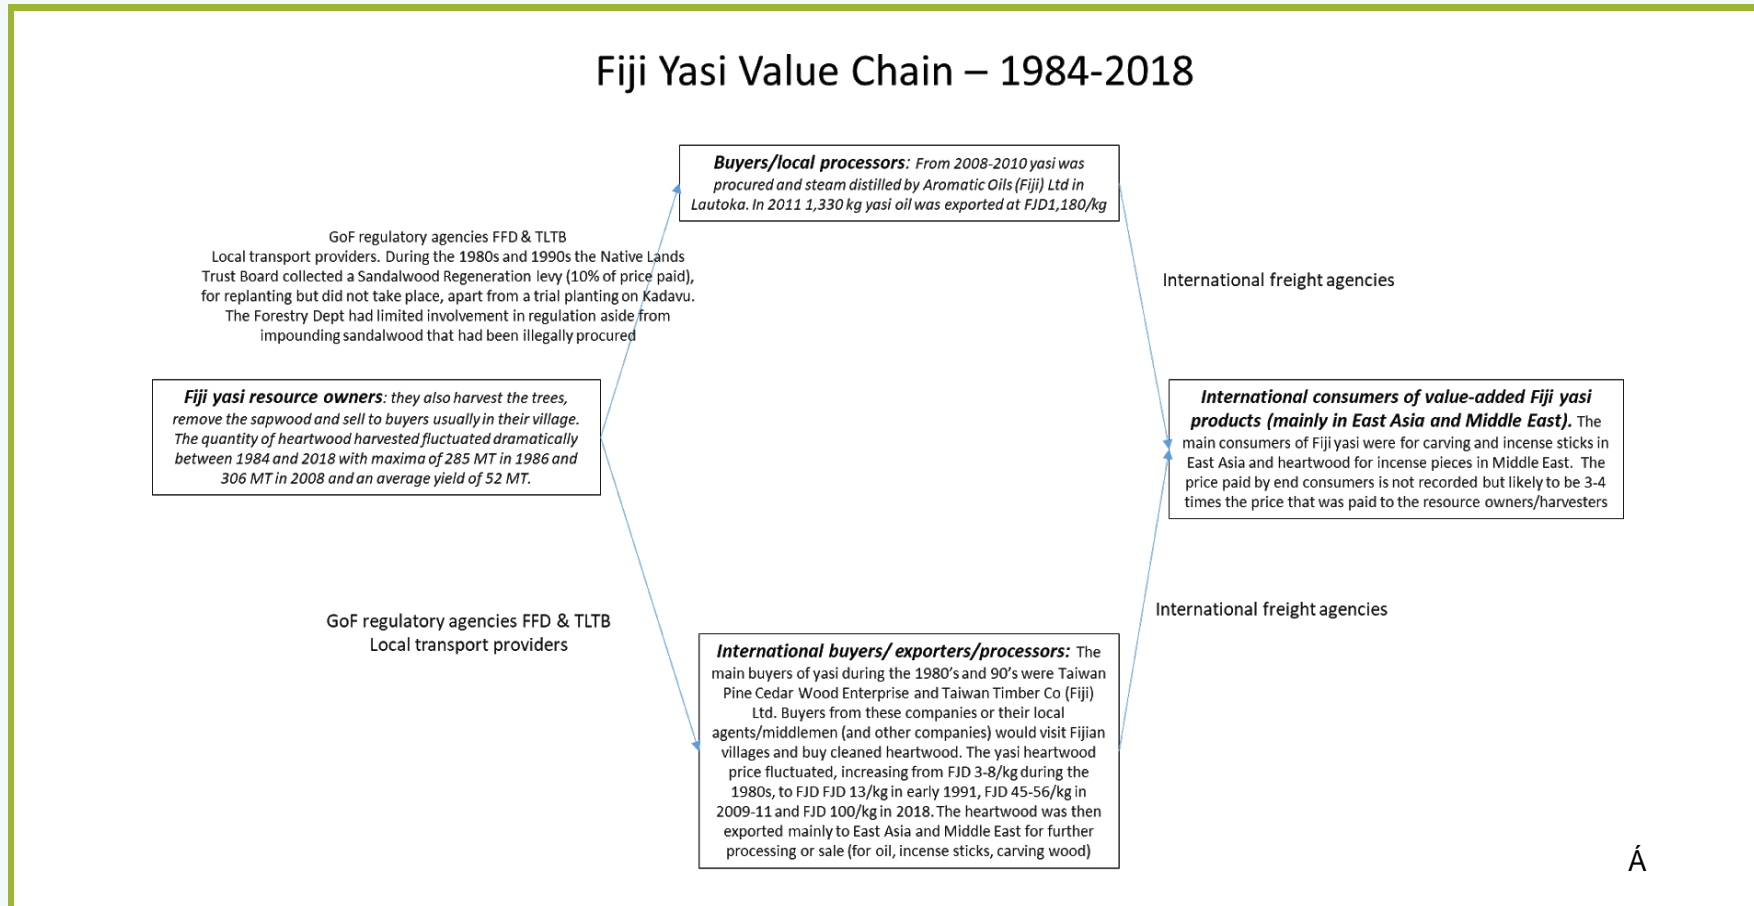 Fiji Yasi Value Chain – 1984-2018
Buyers/local processors: From 2008-2010 yasi was
procured and steam distilled by Aromatic Oils (Fiji) Ltd in
Lautoka. In 2011 1,330 kg yasi oil was exported at FJD1,180/kg
GoF regulatory agencies FFD & TLTB
Local transport providers. During the 1980s and 1990s the Native Lands
Trust Board collected a Sandalwood Regeneration levy (10% of price paid),
for replanting but did not take place, apart from a trial planting on Kadavu.
The Forestry Dept had limited involvement in regulation aside from
impounding sandalwood that had been illegally procured
International freight agencies
Fiji yasi resource owners: they also harvest the trees,
remove the sapwood and sell to buyers usually in their village.
The quantity of heartwood harvested fluctuated dramatically
between 1984 and 2018 with maxima of 285 MT in 1986 and
306 MT in 2008 and an average yield of 52 MT.
International consumers of value-added Fiji yasi
products (mainly in East Asia and Middle East). The
main consumers of Fiji yasi were for carving and incense sticks in
East Asia and heartwood for incense pieces in Middle East. The
price paid by end consumers is not recorded but likely to be 3-4
times the price that was paid to the resource owners/harvesters
GoF regulatory agencies FFD & TLTB
Local transport providers
International freight agencies
International buyers/ exporters/processors: The
main buyers of yasi during the 1980's and 90's were Taiwan
Pine Cedar Wood Enterprise and Taiwan Timber Co (Fiji)
Ltd. Buyers from these companies or their local
agents/middlemen (and other companies) would visit Fijian
villages and buy cleaned heartwood. The yasi heartwood
price fluctuated, increasing from FJD 3-8/kg during the
1980s, to FJD FJD 13/kg in early 1991, FJD 45-56/kg in
2009-11 and FJD 100/kg in 2018. The heartwood was then
exported mainly to East Asia and Middle East for further
processing or sale (for oil, incense sticks, carving wood)
Á